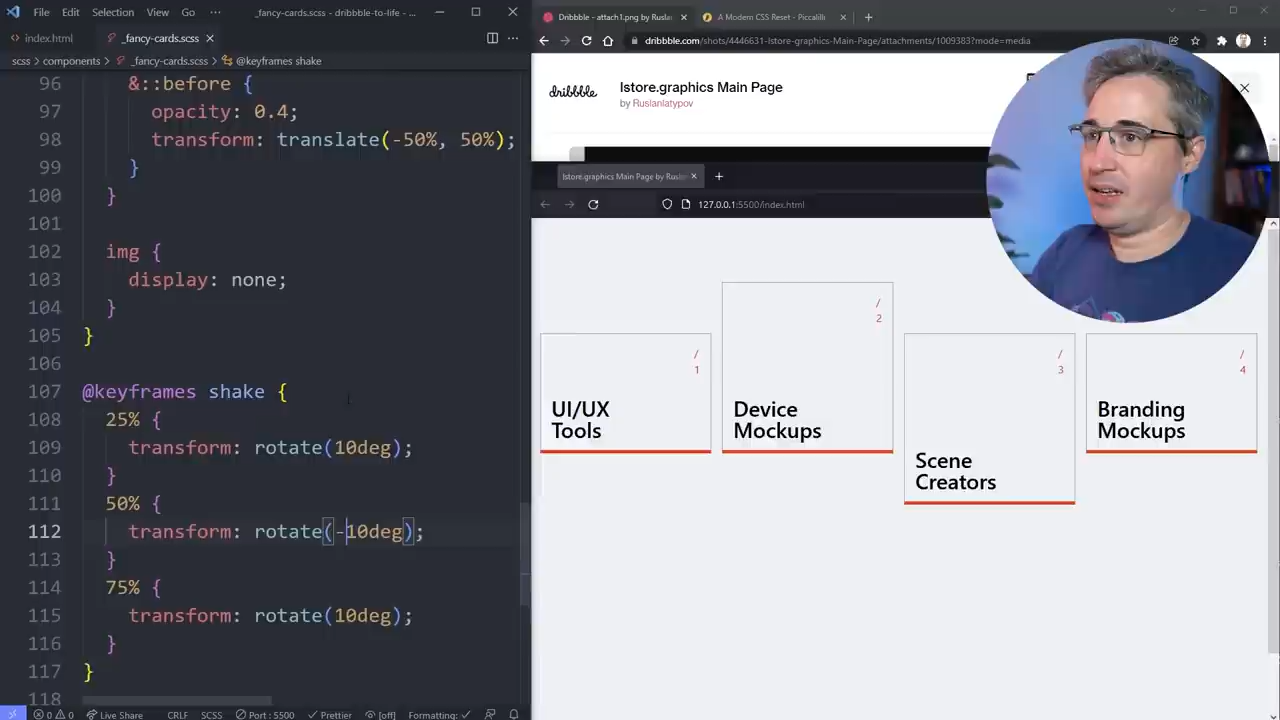 File Edit Selection View Go ··· _fancy-cards.scss - dribbble-to-life - ...
index.html _fancy-cards.scss
scss > components > _fancy-cards.scss > @keyframes shake
96 &::before {
97 opacity: 0.4;
98 transform: translate(-50%, 50%);
99 }
100 }
101
102 img {
103 display: none;
104 }
105 }
106
107 @keyframes shake {
108 25% {
109 transform: rotate(10deg);
110 }
111 50% {
112 transform: rotate(-10deg);
113 }
114 75% {
115 transform: rotate(10deg);
116 }
117 }
118
0 0 Live Share CRLF SCSS Port : 5500 Prettier [off] Formatting:
Dribbble - attach1.png by Ruslan A Modern CSS Reset - Piccalilli
dribbble.com/shots/4446631-Istore-graphics-Main-Page/attachments/1009383?mode=media
dribbble
Istore.graphics Main Page
by Ruslanlatypov
Istore.graphics Main Page by Ruslan
127.0.0.1:5500/index.html
/
1
UI/UX
Tools
/
2
Device
Mockups
/
3
Scene
Creators
/
4
Branding
Mockups